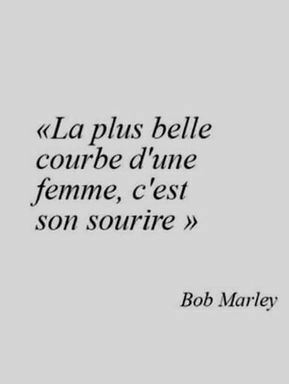 «La plus belle
courbe d'une
femme, c'est
son sourire »
Bob Marley